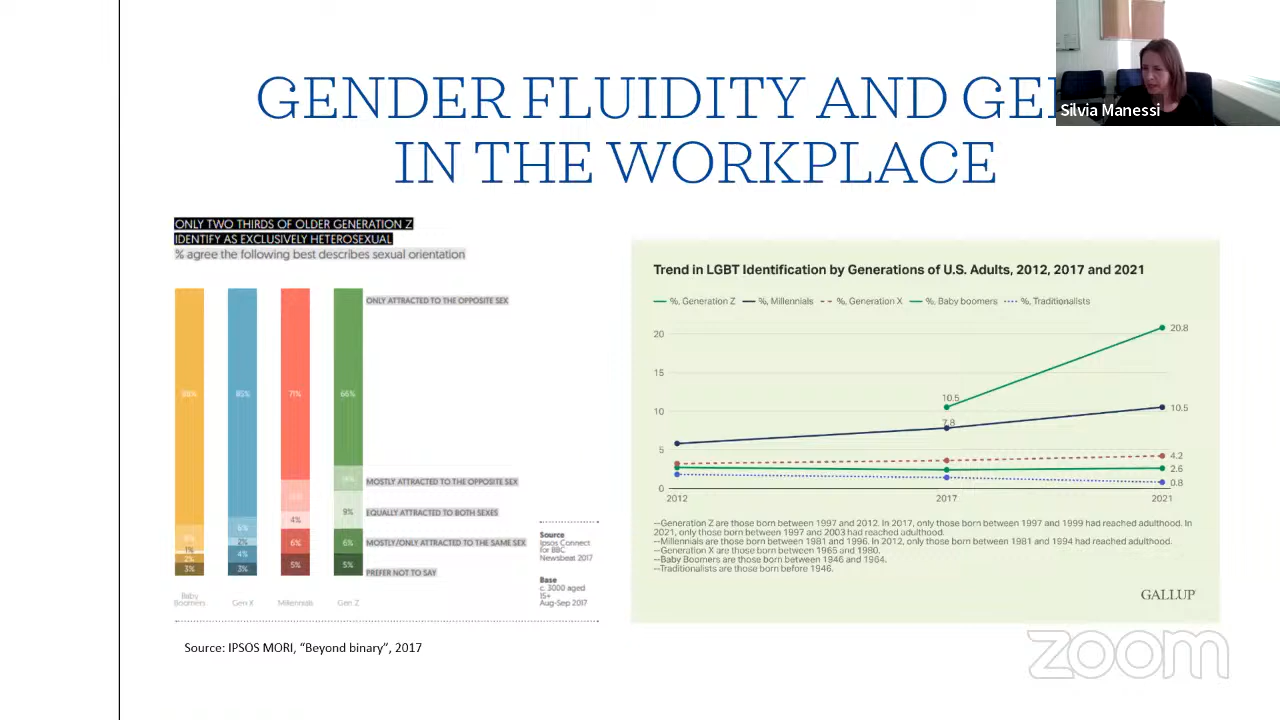 GENDER FLUIDITY AND GE
IN THE WORKPLACE
Silvia Manessi
ONLY TWO THIRDS OF OLDER GENERATION Z
IDENTIFY AS EXCLUSIVELY HETEROSEXUAL
% agree the following best describes sexual orientation
ONLY ATTRACTED TO THE OPPOSITE SEX
88% 85% 71% 66%
MOSTLY ATTRACTED TO THE OPPOSITE SEX
9% EQUALLY ATTRACTED TO BOTH SEXES
6% 4%
1% 2% 6% 6% MOSTLY/ONLY ATTRACTED TO THE SAME SEX
2% 4%
3% 3% 5% 5% PREFER NOT TO SAY
Baby
Boomers Gen X Millennials Gen Z
Source
Ipsos Connect
for BBC
Newsbeat 2017
Base
c. 3000 aged
15+
Aug-Sep 2017
Source: IPSOS MORI, “Beyond binary”, 2017
Trend in LGBT Identification by Generations of U.S. Adults, 2012, 2017 and 2021
%, Generation Z %, Millennials %, Generation X %, Baby boomers %, Traditionalists
20 20.8
15
10.5
10 10.5
7.8
5 4.2
2.6
0 0.8
2012 2017 2021
--Generation Z are those born between 1997 and 2012. In 2017, only those born between 1997 and 1999 had reached adulthood. In
2021, only those born between 1997 and 2003 had reached adulthood.
--Millennials are those born between 1981 and 1996. In 2012, only those born between 1981 and 1994 had reached adulthood.
--Generation X are those born between 1965 and 1980.
--Baby Boomers are those born between 1946 and 1964.
--Traditionalists are those born before 1946.
GALLUP
zoom